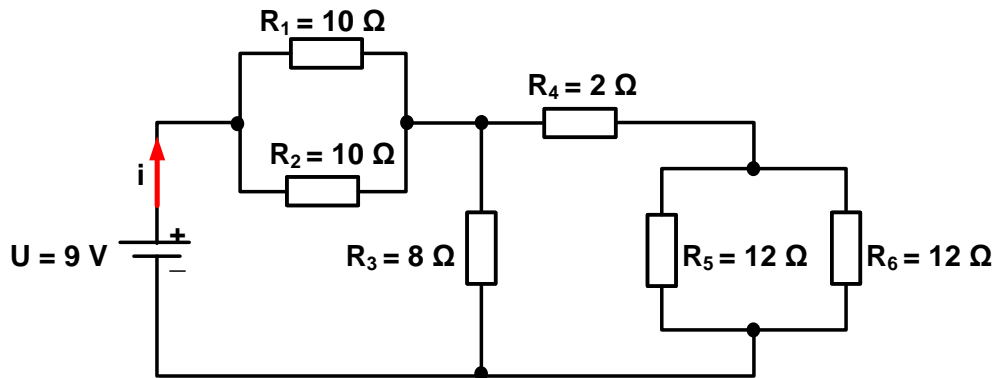 R₁ = 10 Ω
R₄ = 2 Ω
R₂ = 10 Ω
i
+
U = 9 V
R₃ = 8 Ω
R₅ = 12 Ω
R₆ = 12 Ω
_